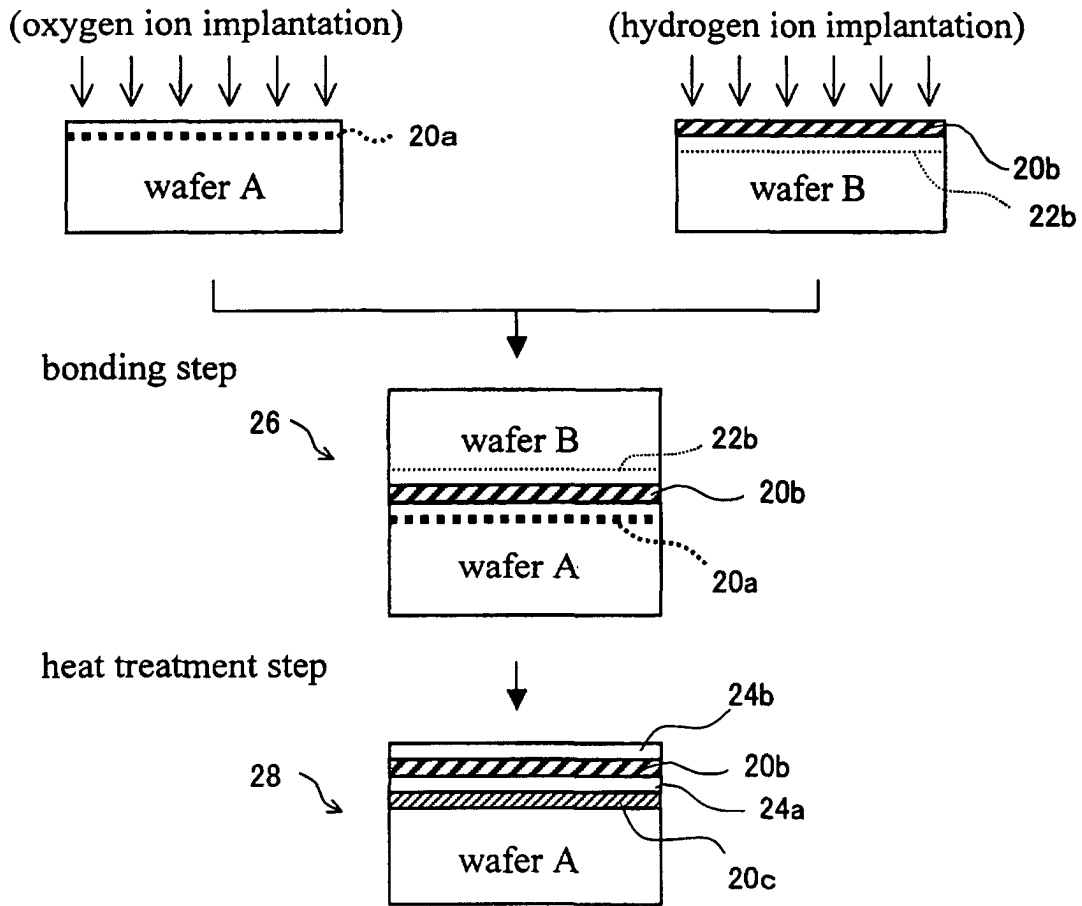 (oxygen ion implantation)
(hydrogen ion implantation)
20a
wafer A
20b
wafer B
22b
bonding step
26
wafer B
22b
20b
wafer A
20a
heat treatment step
24b
20b
28
24a
wafer A
20c